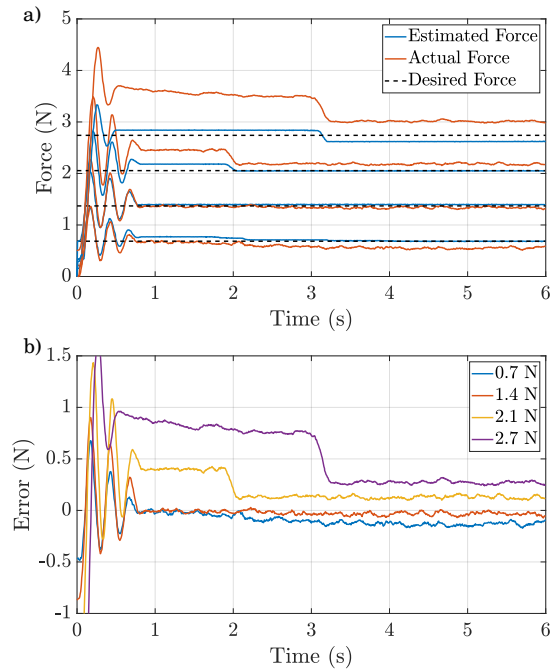 a)
5
4
3
2
1
0
Force (N)
Estimated Force
Actual Force
Desired Force
0 1 2 3 4 5 6
Time (s)
b)
1.5
1
0.5
0
-0.5
-1
Error (N)
0.7 N
1.4 N
2.1 N
2.7 N
0 1 2 3 4 5 6
Time (s)